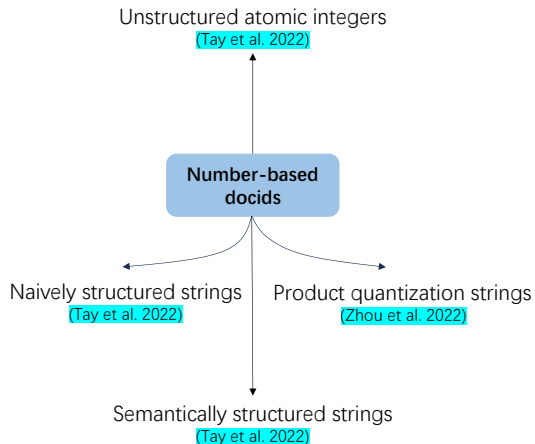 Unstructured atomic integers
(Tay et al. 2022)
Number-based
docids
Naively structured strings
(Tay et al. 2022)
Product quantization strings
(Zhou et al. 2022)
Semantically structured strings
(Tay et al. 2022)